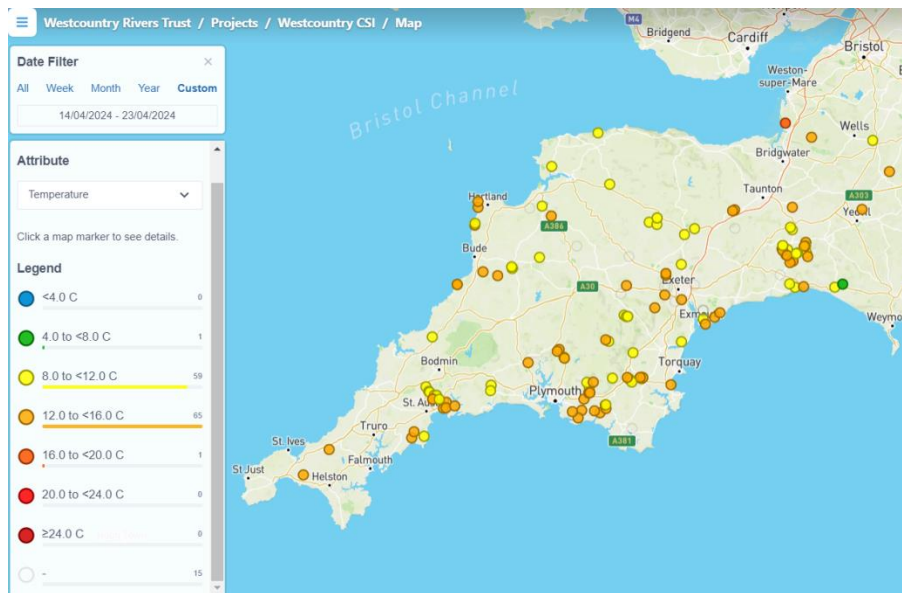 Westcountry Rivers Trust / Projects / Westcountry CSI / Map
Date Filter ×
All Week Month Year Custom
14/04/2024 - 23/04/2024
Attribute
Temperature
Click a map marker to see details.
Legend
<4.0 C 0
4.0 to <8.0 C 1
8.0 to <12.0 C 59
12.0 to <16.0 C 65
16.0 to <20.0 C 1
20.0 to <24.0 C 0
≥24.0 C 0
- 15
M4
Bridgend
Cardiff
Bristol
Weston-
super-Mare
Bristol Channel
Wells
Bridgwater
Taunton
Hartland
A303
Yeovil
A386
Bude
A30
Exeter
Exmo
Weymo
Bodmin
Torquay
Plymouth
St. Au
Truro
A381
St. Ives
Falmouth
St Just
Helston